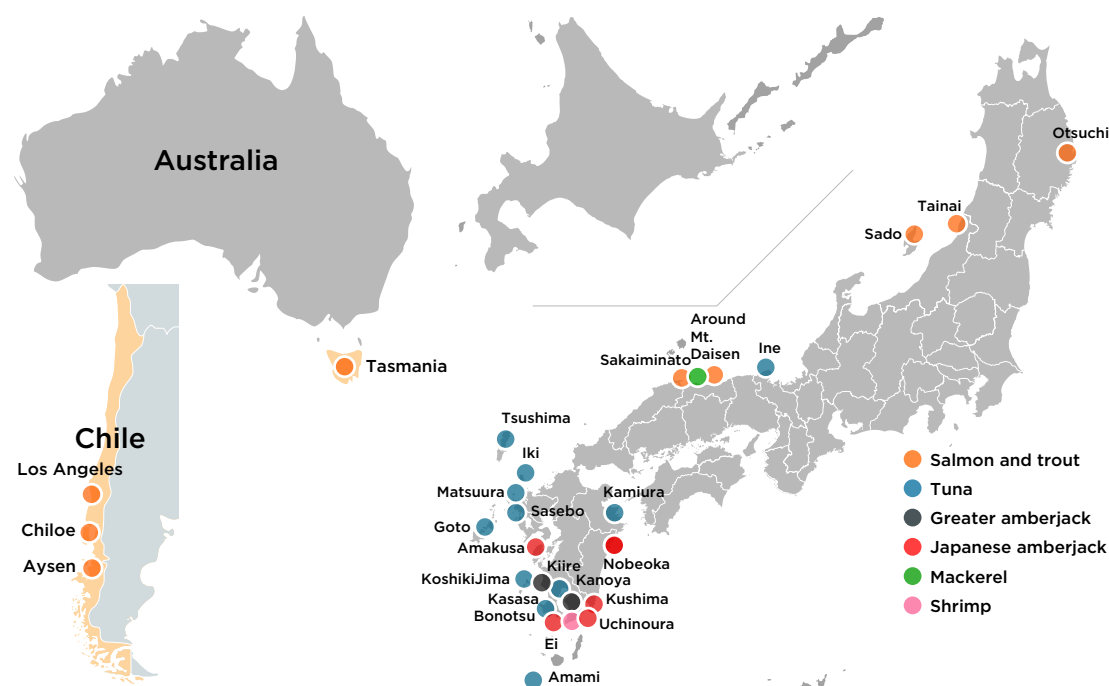 Australia
Otsuchi
Tainai
Sado
Around
Mt.
Daisen
Ine
Sakaiminato
Tasmania
Tsushima
Chile
Iki
Los Angeles
Salmon and trout
Matsuura
Kamiura
Tuna
Sasebo
Greater amberjack
Goto
Chiloe
Amakusa
Japanese amberjack
Nobeoka
Aysen
Kiire
KoshikiJima
Kanoya
Mackerel
Kasasa
Kushima
Shrimp
Bonotsu
Uchinoura
Ei
Amami